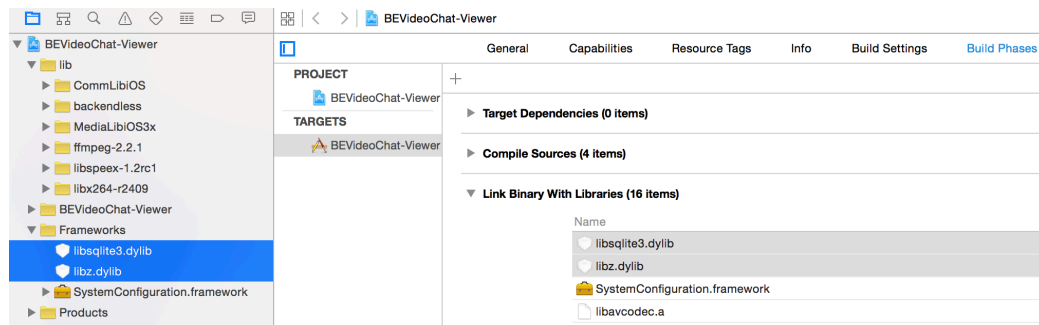 BEVideoChat-Viewer
General Capabilities Resource Tags Info Build Settings Build Phases
BEVideoChat-Viewer
lib
CommLibiOS
backendless
MediaLibiOS3x
ffmpeg-2.2.1
libspeex-1.2rc1
libx264-r2409
BEVideoChat-Viewer
Frameworks
libsqlite3.dylib
libz.dylib
SystemConfiguration.framework
Products
PROJECT
BEVideoChat-Viewer
TARGETS
BEVideoChat-Viewer
Target Dependencies (0 items)
Compile Sources (4 items)
Link Binary With Libraries (16 items)
Name
libsqlite3.dylib
libz.dylib
SystemConfiguration.framework
libavcodec.a